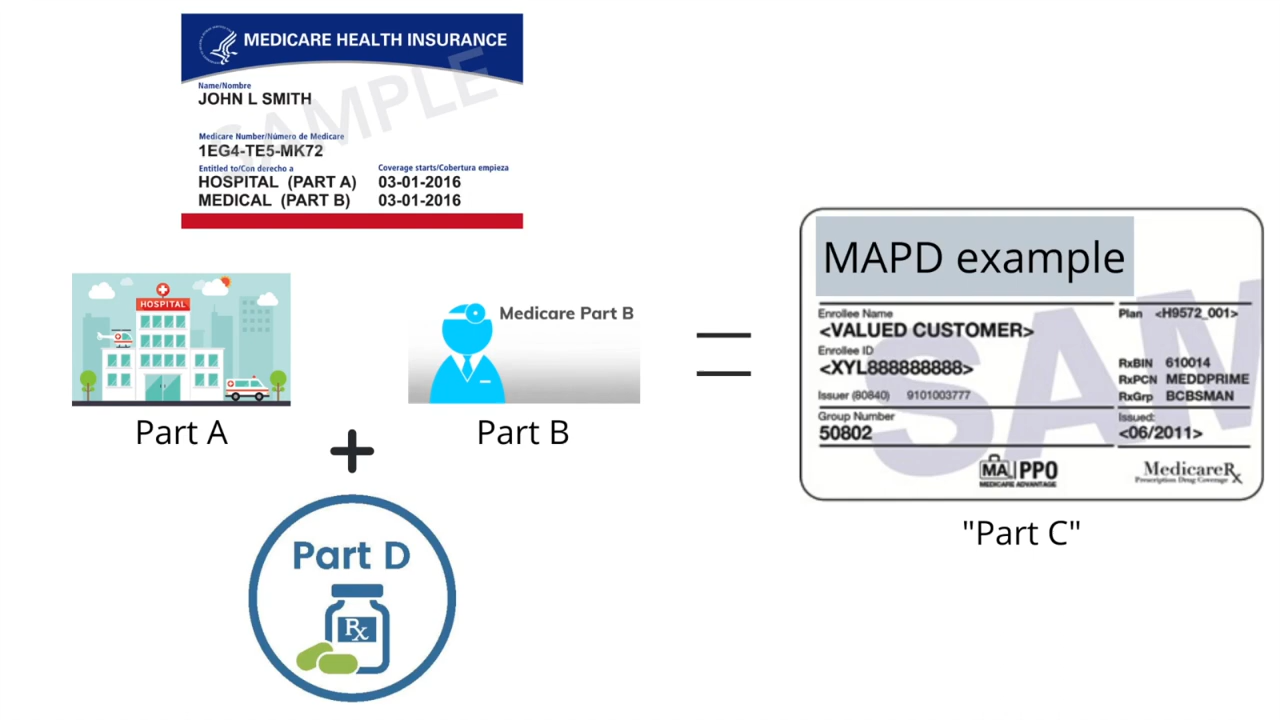 MEDICARE HEALTH INSURANCE
Name/Nombre
JOHN L SMITH
SAMPLE
Medicare Number/Número de Medicare
1EG4-TE5-MK72
Entitled to/Con derecho a
Coverage starts/Cobertura empieza
HOSPITAL (PART A) 03-01-2016
MEDICAL (PART B) 03-01-2016
HOSPITAL
Part A
Medicare Part B
Part B
+
Part D
Rx
=
MAPD example
Enrollee Name
<VALUED CUSTOMER>
Enrollee ID
<XYL888888888>
Issuer (80840) 9101003777
Group Number
50802
Plan <H9572_001>
RxBIN 610014
RxPCN MEDDPRIME
RxGrp BCBSMAN
Issued:
<06/2011>
SAM
MA PPO
MEDICARE ADVANTAGE
MedicareRx
Prescription Drug Coverage
"Part C"